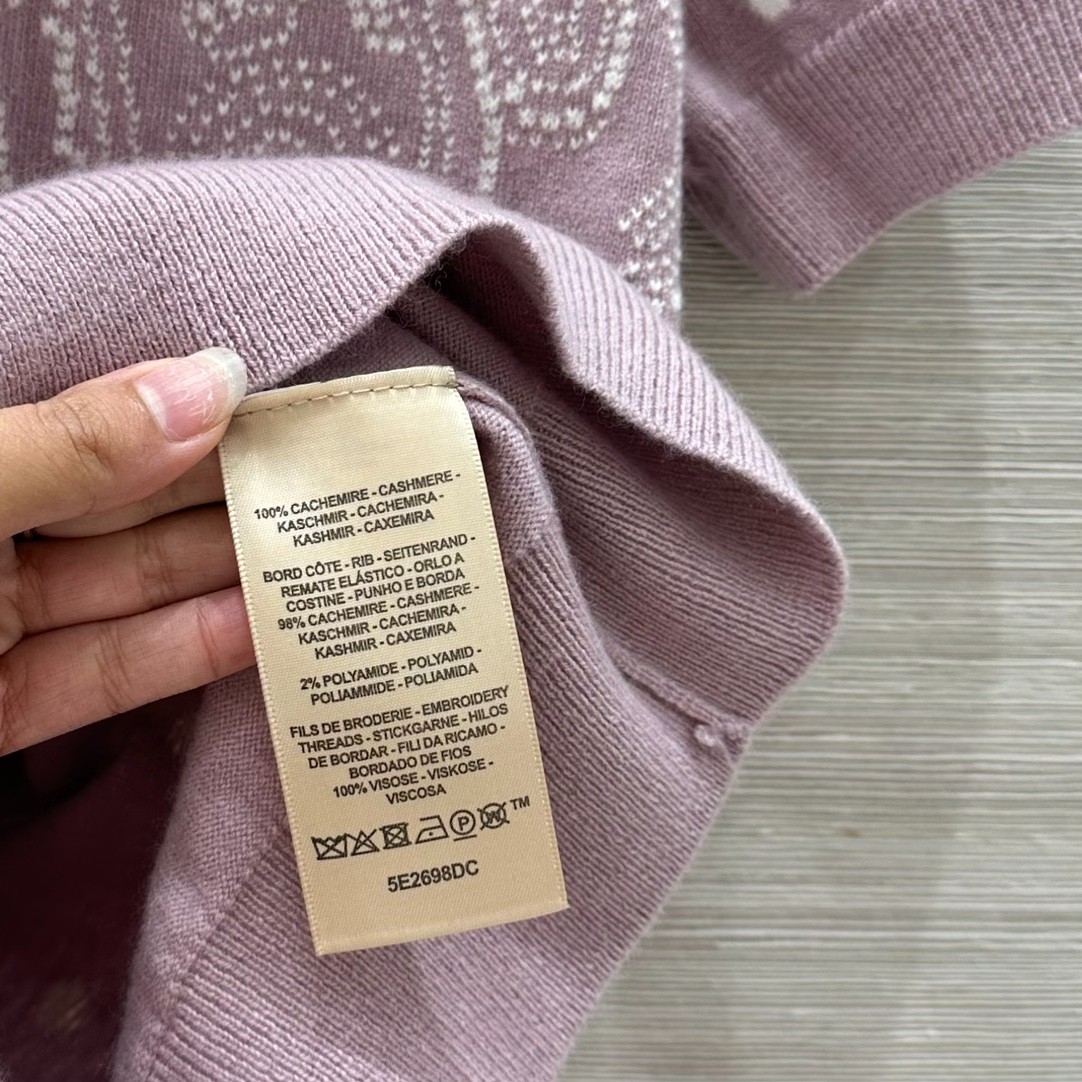 100% CACHEMIRE - CASHMERE -
KASCHMIR - CACHEMIRA -
KASHMIR - CAXEMIRA
BORD CÔTE - RIB - SEITENRAND -
REMATE ELÁSTICO - ORLO A
COSTINE - PUNHO E BORDA
98% CACHEMIRE - CASHMERE -
KASCHMIR - CACHEMIRA -
KASHMIR - CAXEMIRA
2% POLYAMIDE - POLYAMID -
POLIAMMIDE - POLIAMIDA
FILS DE BRODERIE - EMBROIDERY
THREADS - STICKGARNE - HILOS
DE BORDAR - FILI DA RICAMO -
BORDADO DE FIOS
100% VISOSE - VISKOSE -
VISCOSA
P W TM
5E2698DC